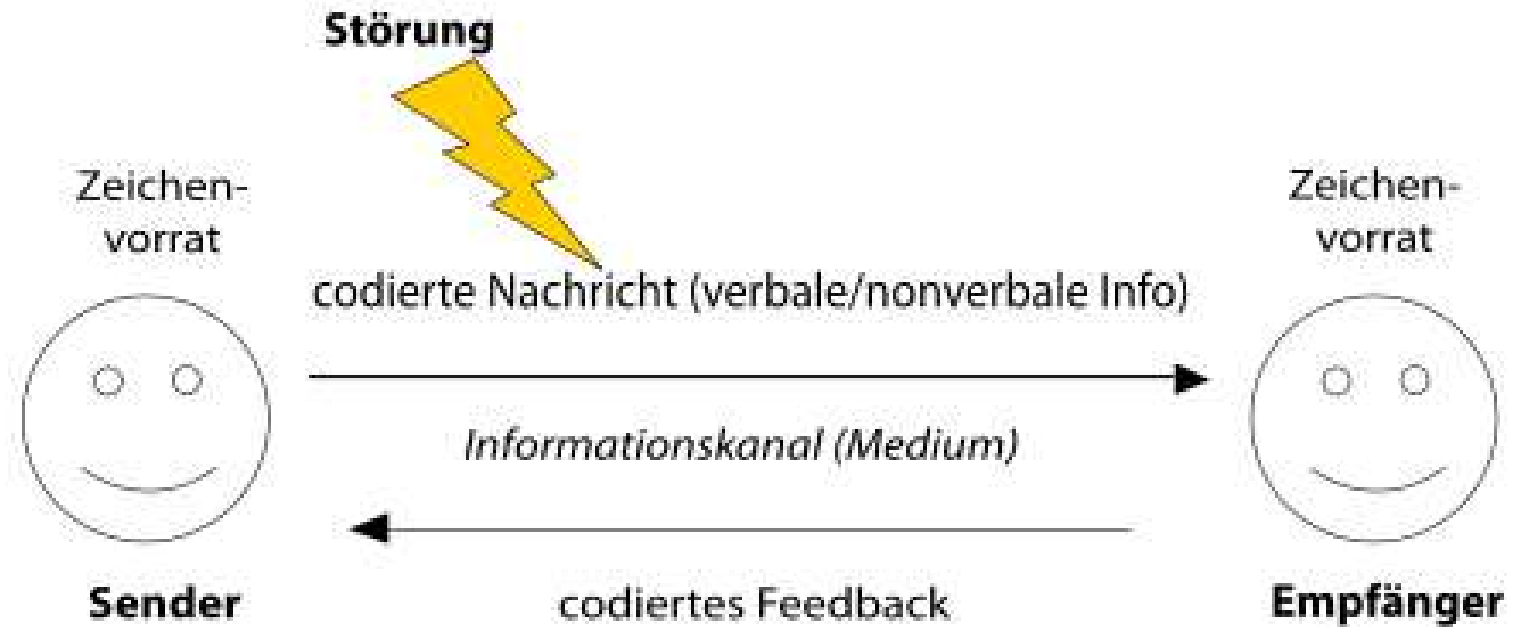 Störung
Zeichen-
vorrat
Zeichen-
vorrat
codierte Nachricht (verbale/nonverbale Info)
Informationskanal (Medium)
Sender
codiertes Feedback
Empfänger